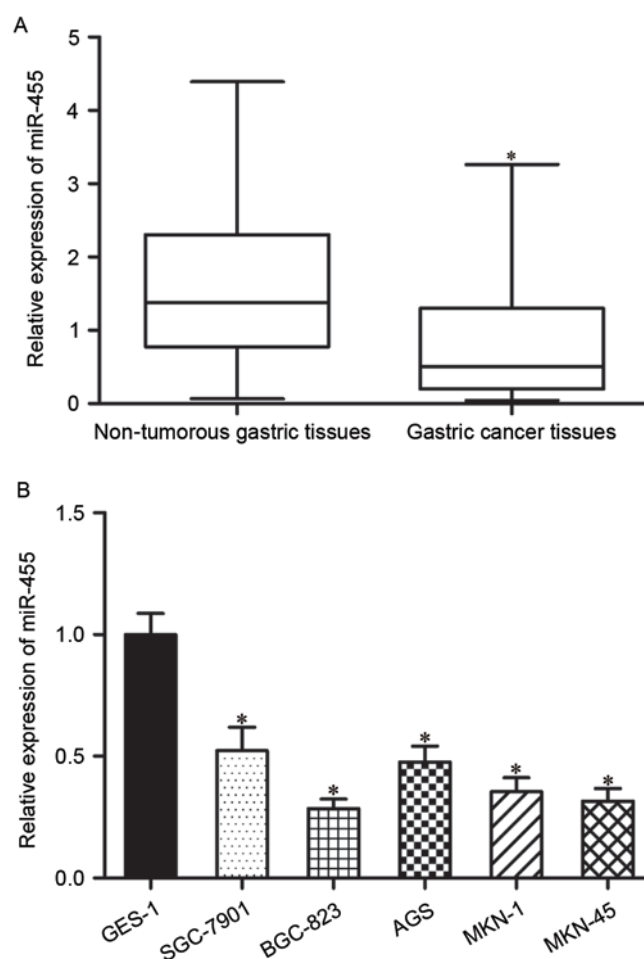 A
Relative expression of miR-455
5
4
3
2
1
0
*
Non-tumorous gastric tissues
Gastric cancer tissues
B
Relative expression of miR-455
1.5
1.0
0.5
0.0
*
*
*
*
*
GES-1
SGC-7901
BGC-823
AGS
MKN-1
MKN-45